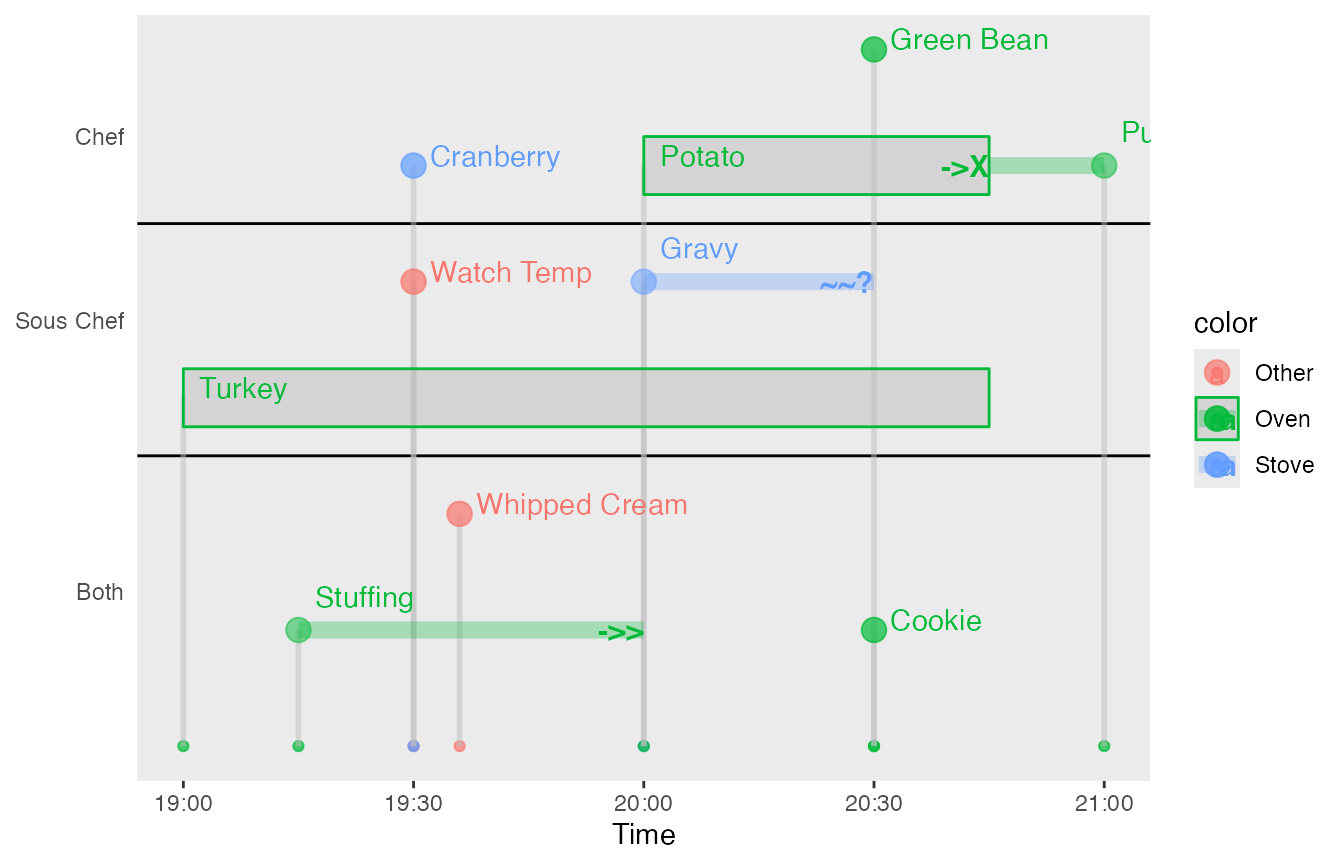 Green Bean
Chef
Cranberry
Potato
->X
Pu
Gravy
Watch Temp
~~?
Sous Chef
Turkey
Whipped Cream
Both
Stuffing
->>
Cookie
19:00 19:30 20:00 20:30 21:00
Time
color
Other
Oven
Stove